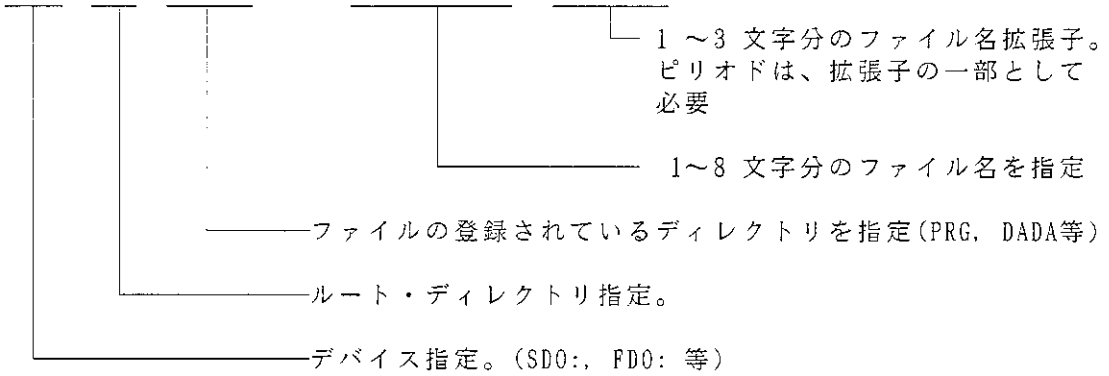 1 ～3 文字分のファイル名拡張子。
ピリオドは、拡張子の一部として
必要
1～8 文字分のファイル名を指定
ファイルの登録されているディレクトリを指定(PRG, DADA等)
ルート・ディレクトリ指定。
デバイス指定。(SD0:, FD0: 等)